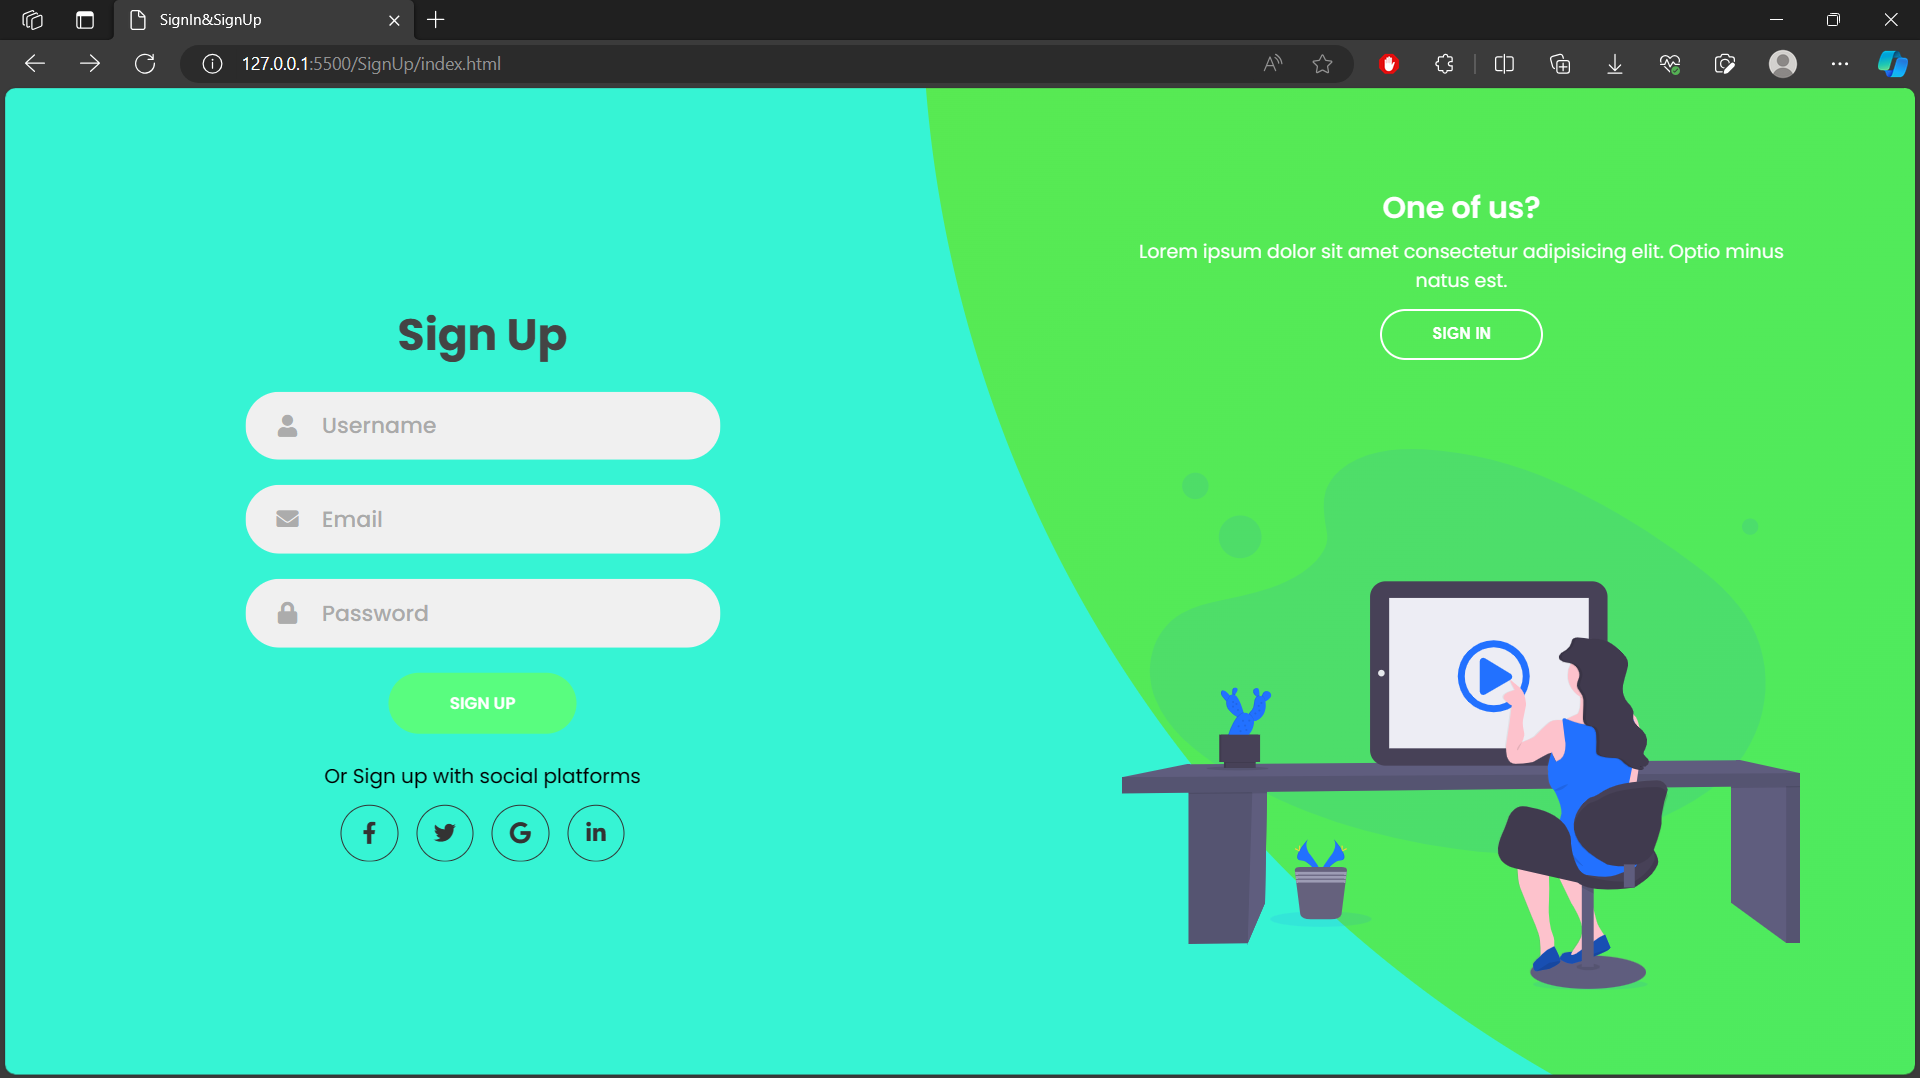 SignIn&SignUp
127.0.0.1:5500/SignUp/index.html
One of us?
Lorem ipsum dolor sit amet consectetur adipisicing elit. Optio minus
natus est.
SIGN IN
Sign Up
Username
Email
Password
SIGN UP
Or Sign up with social platforms